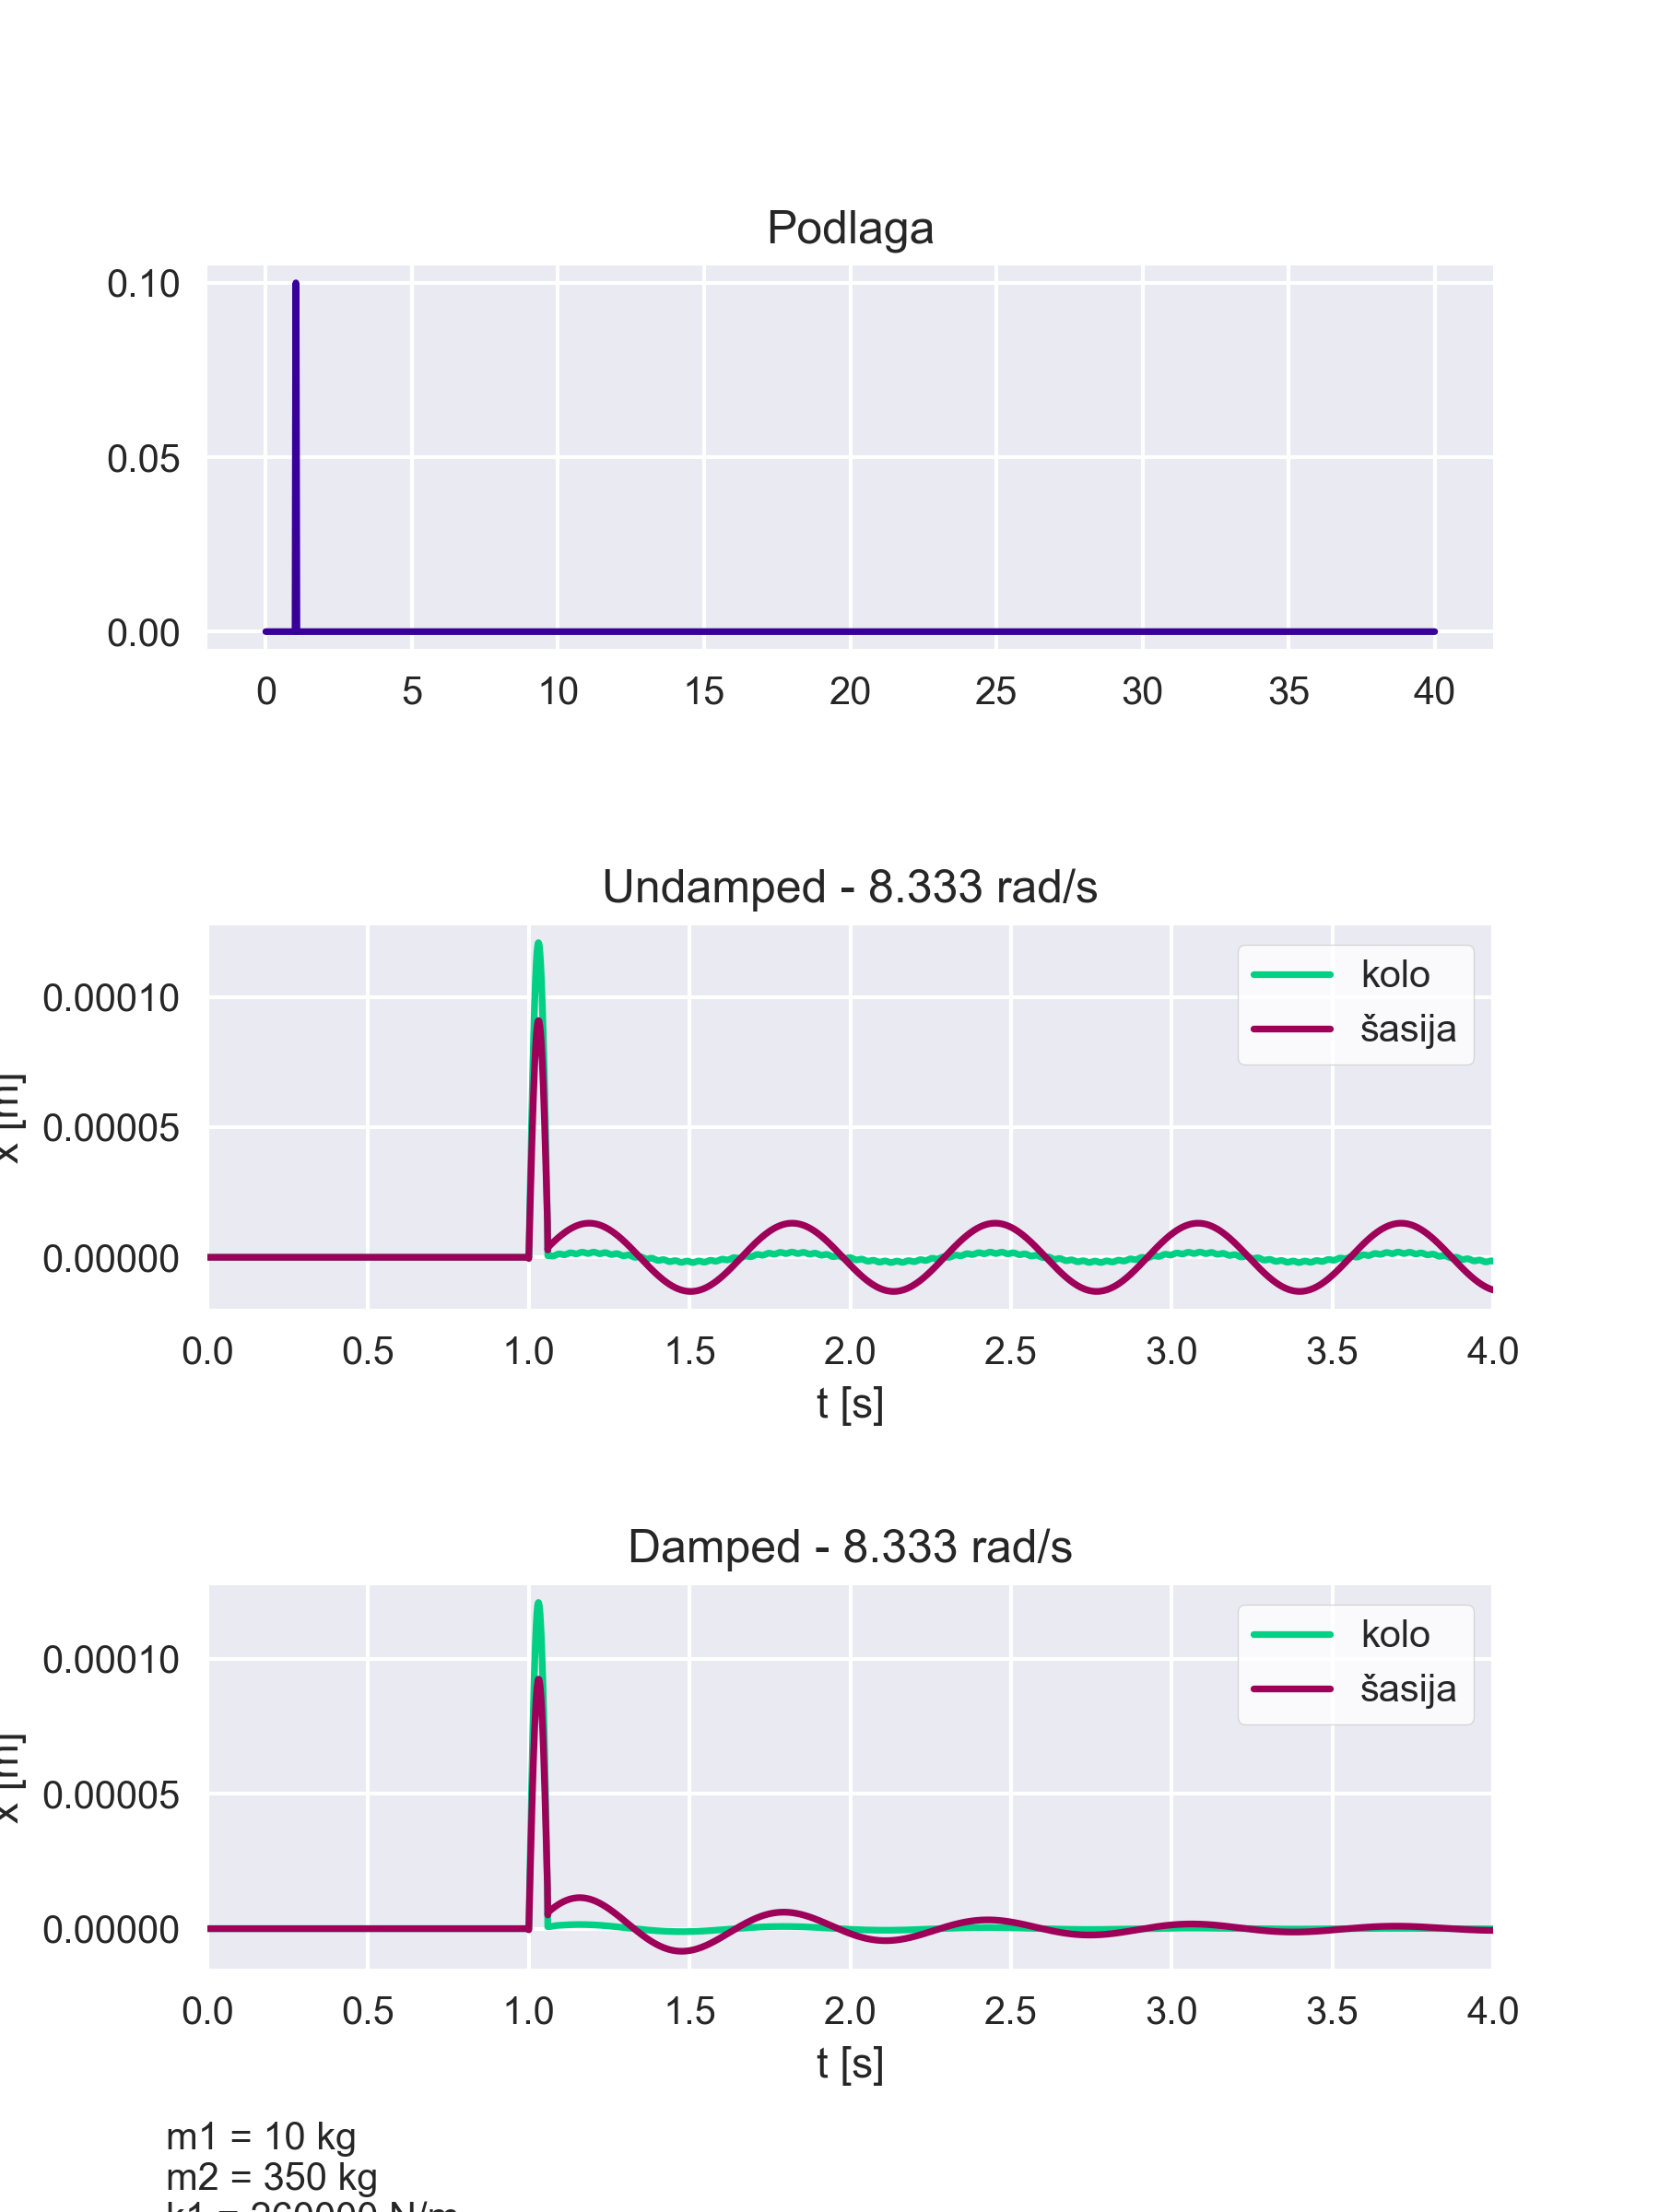 Podlaga
0.10
0.05
0.00
0 5 10 15 20 25 30 35 40
Undamped - 8.333 rad/s
kolo
šasija
0.00010
0.00005
0.00000
x [m]
0.0 0.5 1.0 1.5 2.0 2.5 3.0 3.5 4.0
t [s]
Damped - 8.333 rad/s
kolo
šasija
0.00010
0.00005
0.00000
x [m]
0.0 0.5 1.0 1.5 2.0 2.5 3.0 3.5 4.0
t [s]
m1 = 10 kg
m2 = 350 kg